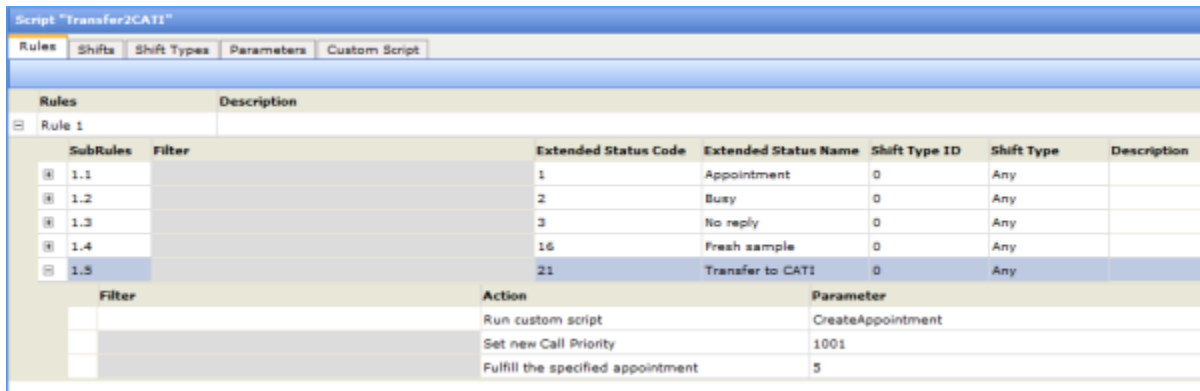 Script "Transfer2CATI"
Rules Shifts Shift Types Parameters Custom Script
Rules Description
Rule 1
SubRules Filter Extended Status Code Extended Status Name Shift Type ID Shift Type Description
1.1 1 Appointment 0 Any
1.2 2 Busy 0 Any
1.3 3 No reply 0 Any
1.4 16 Fresh sample 0 Any
1.5 21 Transfer to CATI 0 Any
Filter Action Parameter
Run custom script CreateAppointment
Set new Call Priority 1001
Fulfill the specified appointment 5